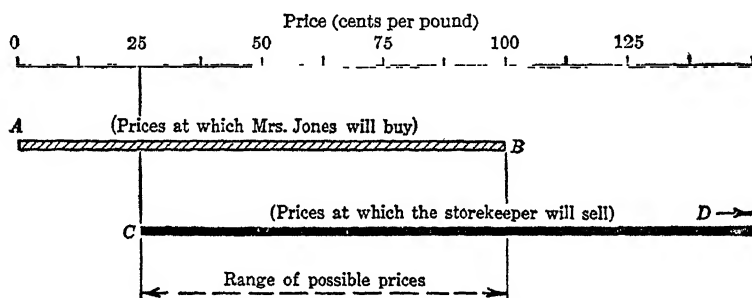 Price (cents per pound)
0 25 50 75 100 125
A (Prices at which Mrs. Jones will buy) B
(Prices at which the storekeeper will sell) D
C
Range of possible prices